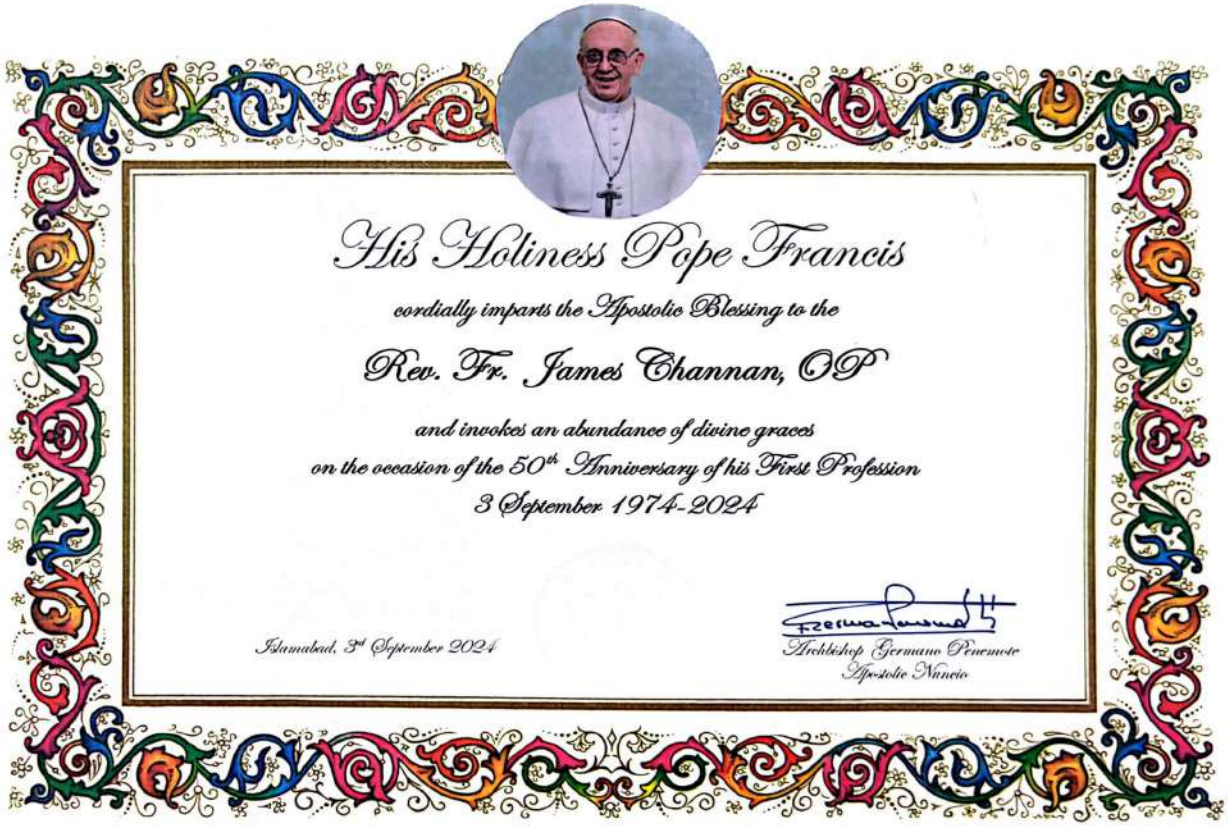 His Holiness Pope Francis
cordially imparts the Apostolic Blessing to the
Rev. Fr. James Channan, OP
and invokes an abundance of divine graces
on the occasion of the 50th Anniversary of his First Profession
3 September 1974-2024
Islamabad, 3rd September 2024
Archbishop Germano Penemote
Apostolic Nuncio